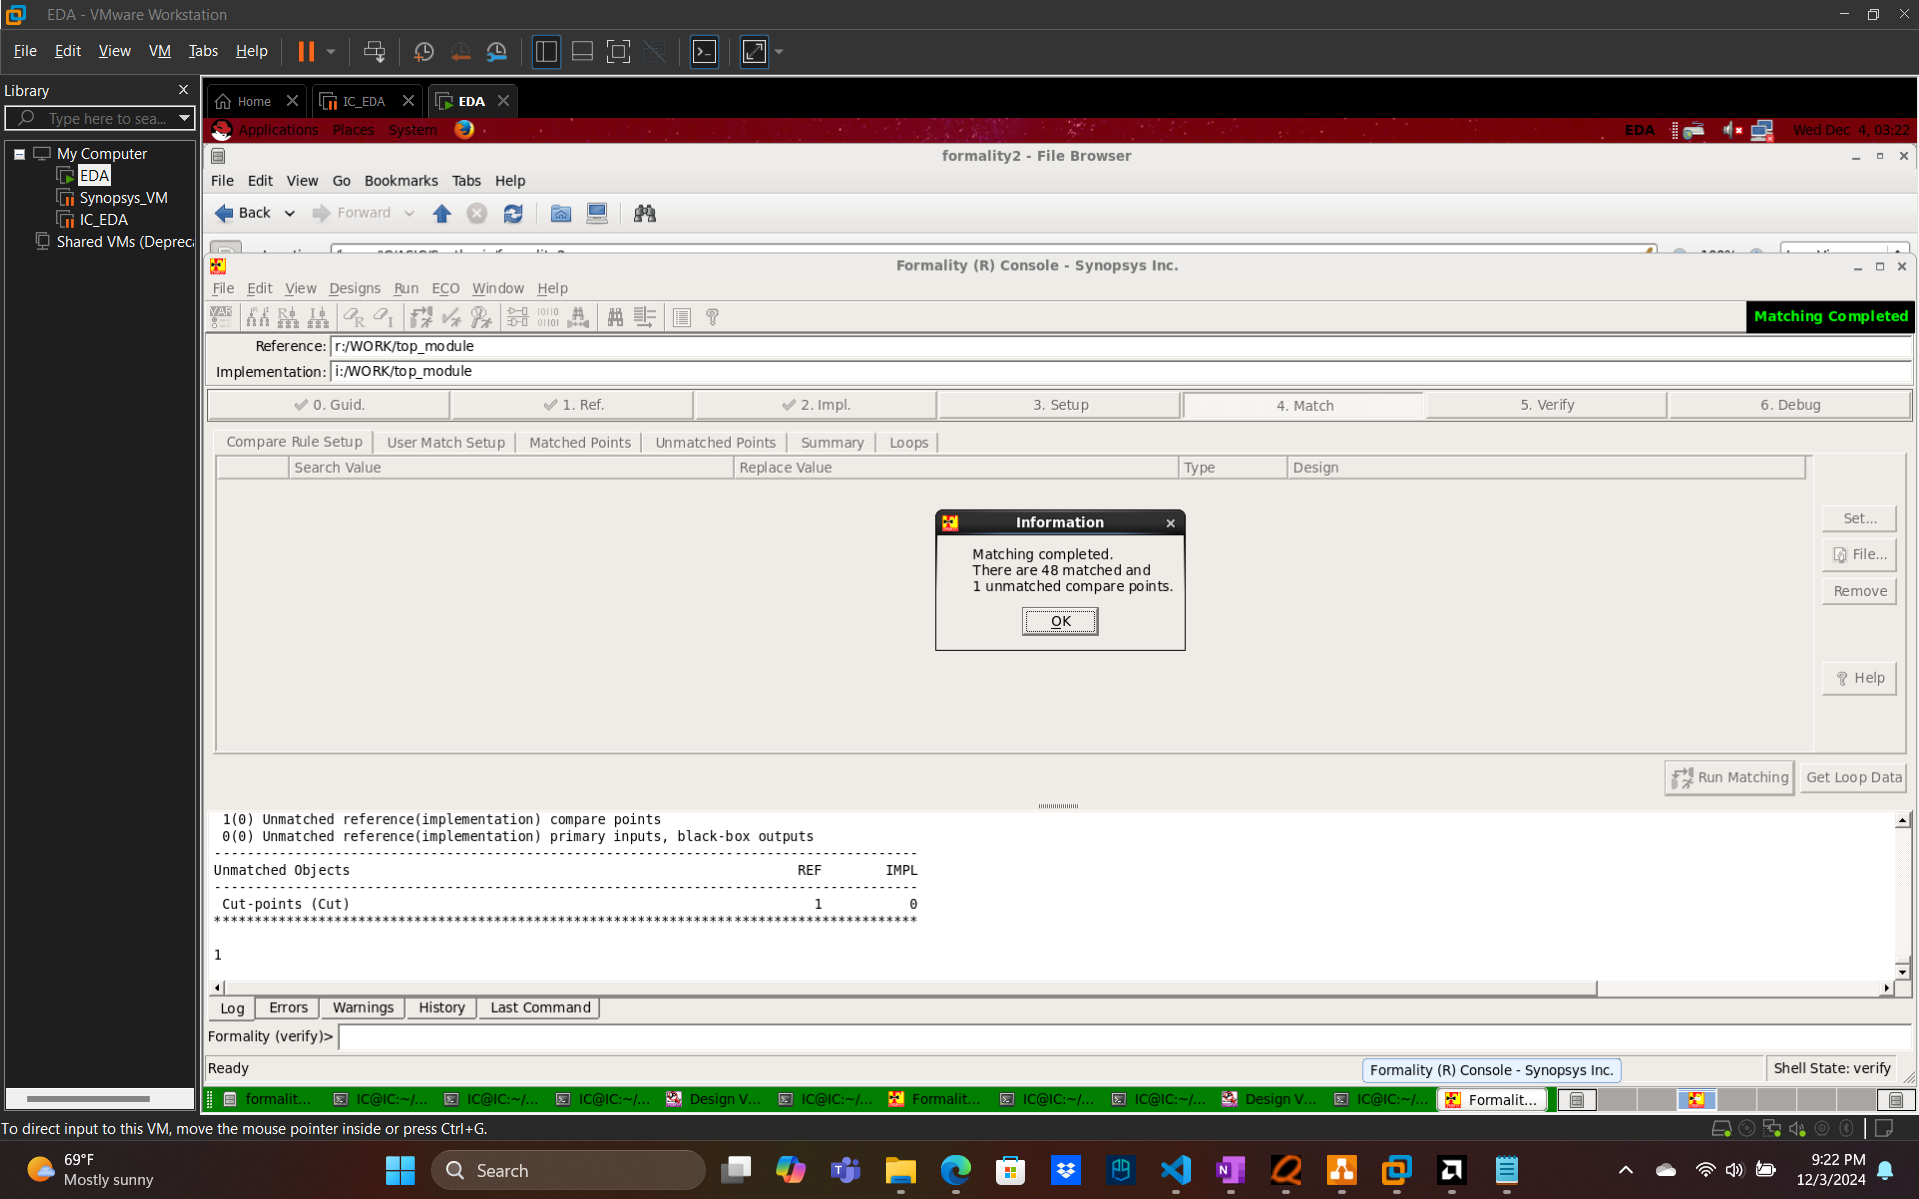 EDA - VMware Workstation
File Edit View VM Tabs Help
Library
Type here to sea...
My Computer
EDA
Synopsys_VM
IC_EDA
Shared VMs (Depreca
Home
IC_EDA
EDA
Applications Places System
EDA
Wed Dec 4, 03:22
formality2 - File Browser
File Edit View Go Bookmarks Tabs Help
Back Forward
Formality (R) Console - Synopsys Inc.
File Edit View Designs Run ECO Window Help
Matching Completed
Reference: r:/WORK/top_module
Implementation: i:/WORK/top_module
0. Guid. 1. Ref. 2. Impl. 3. Setup 4. Match 5. Verify 6. Debug
Compare Rule Setup User Match Setup Matched Points Unmatched Points Summary Loops
Search Value Replace Value Type Design
Information
Matching completed.
There are 48 matched and
1 unmatched compare points.
OK
Set...
File...
Remove
Help
Run Matching Get Loop Data
1(0) Unmatched reference(implementation) compare points
0(0) Unmatched reference(implementation) primary inputs, black-box outputs
----------------------------------------------------------------------------------------
Unmatched Objects REF IMPL
----------------------------------------------------------------------------------------
Cut-points (Cut) 1 0
****************************************************************************************
1
Log Errors Warnings History Last Command
Formality (verify)>
Ready
Formality (R) Console - Synopsys Inc.
Shell State: verify
formalit... IC@IC:~/... IC@IC:~/... IC@IC:~/... Design V... IC@IC:~/... Formalit... IC@IC:~/... IC@IC:~/... Design V... IC@IC:~/... Formalit...
To direct input to this VM, move the mouse pointer inside or press Ctrl+G.
69°F
Mostly sunny
Search
9:22 PM
12/3/2024